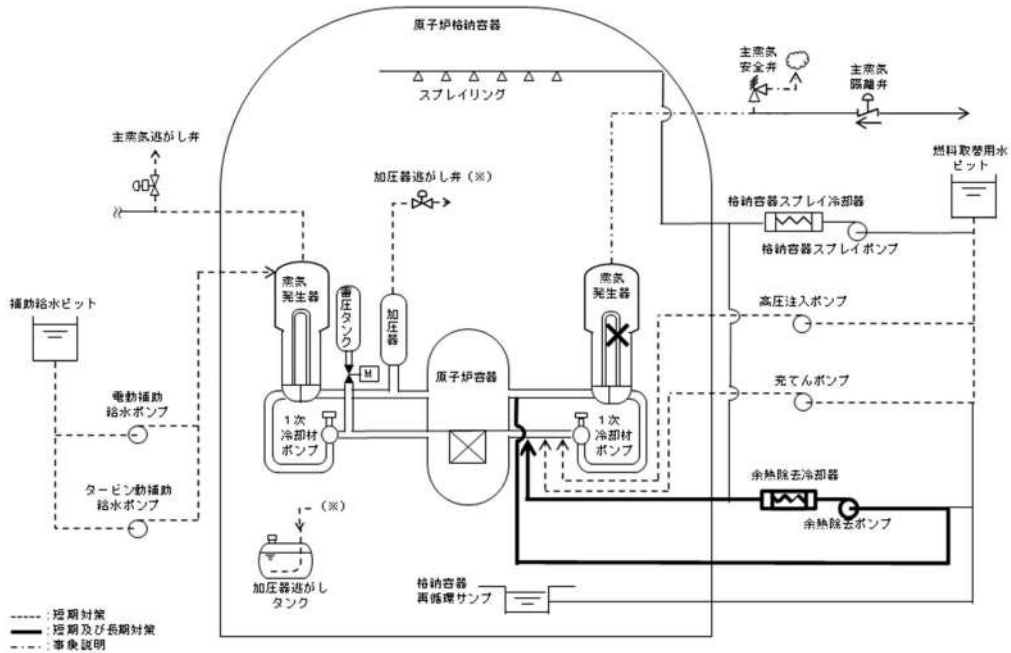 原子炉格納容器
スプレイリング
主蒸気
安全弁
主蒸気
隔離弁
主蒸気逃がし弁
加圧器逃がし弁(※)
燃料取替用水
ピット
格納容器スプレイ冷却器
格納容器スプレイポンプ
補助給水ピット
蒸気
発生器
蓄圧タンク
加圧器
蒸気
発生器
高圧注入ポンプ
M
原子炉容器
充てんポンプ
電動補助
給水ポンプ
1次
冷却材
ポンプ
1次
冷却材
ポンプ
タービン動補助
給水ポンプ
余熱除去冷却器
余熱除去ポンプ
(※)
加圧器逃がし
タンク
格納容器
再循環サンプ
:短期対策
:短期及び長期対策
:事象説明